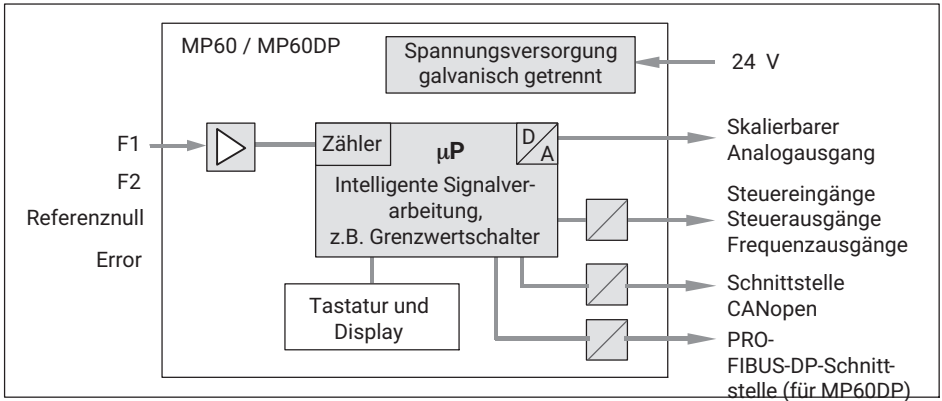 MP60 / MP60DP
Spannungsversorgung
galvanisch getrennt
24 V
F1
F2
Referenznull
Error
Zähler
µP
D
A
Intelligente Signalver-
arbeitung,
z.B. Grenzwertschalter
Tastatur und
Display
Skalierbarer
Analogausgang
Steuereingänge
Steuerausgänge
Frequenzausgänge
Schnittstelle
CANopen
PRO-
FIBUS-DP-Schnitt-
stelle (für MP60DP)